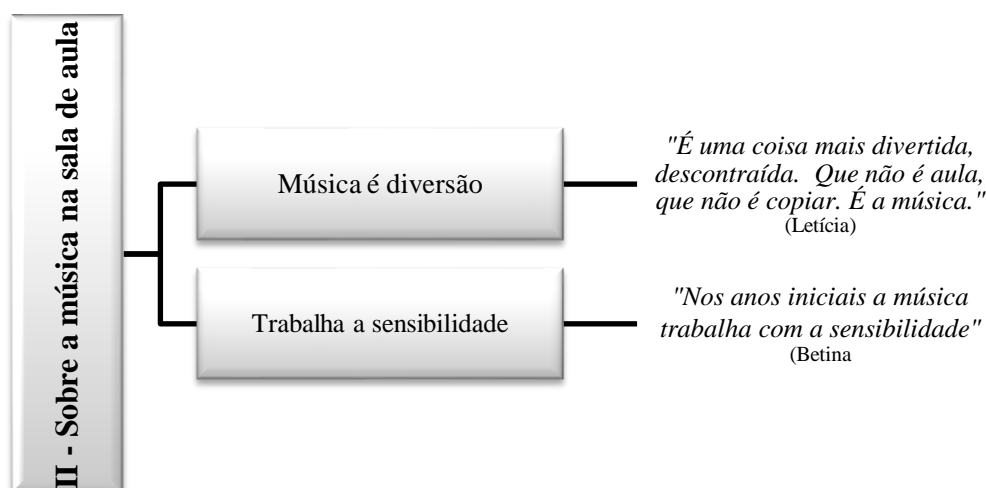 II - Sobre a música na sala de aula
Música é diversão
"É uma coisa mais divertida,
descontraída.  Que não é aula,
que não é copiar. É a música."
(Letícia)
Trabalha a sensibilidade
"Nos anos iniciais a música
trabalha com a sensibilidade"
(Betina